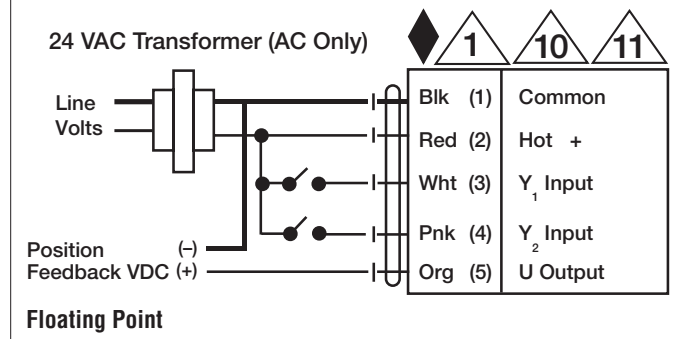 24 VAC Transformer (AC Only)
1
10
11
Line
Volts
Blk (1) Common
Red (2) Hot +
Wht (3) Y1 Input
Pnk (4) Y2 Input
Org (5) U Output
Position (–)
Feedback VDC (+)
Floating Point